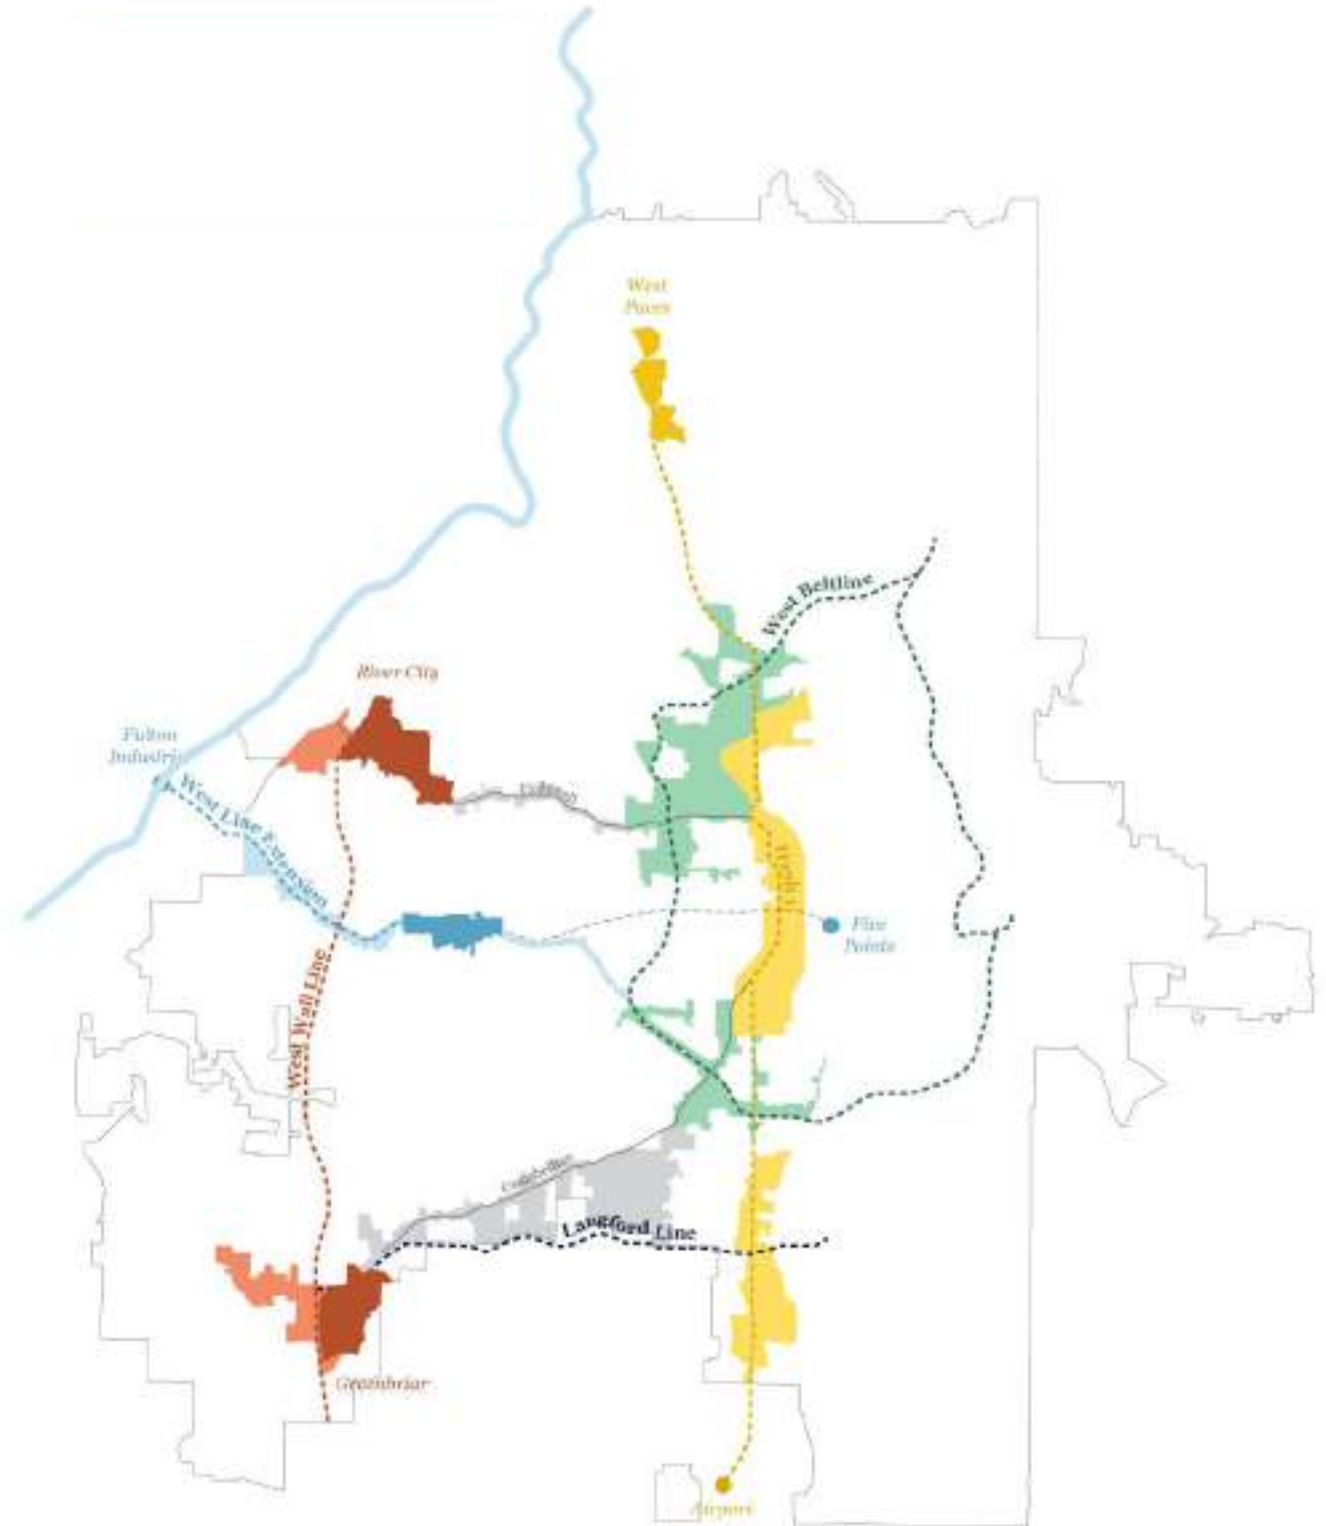 West
Paces
West Beltline
River City
Fulton
Industrial
West Line Extension
Five
Points
West Wall Line
Langford Line
Greenbriar
Airport